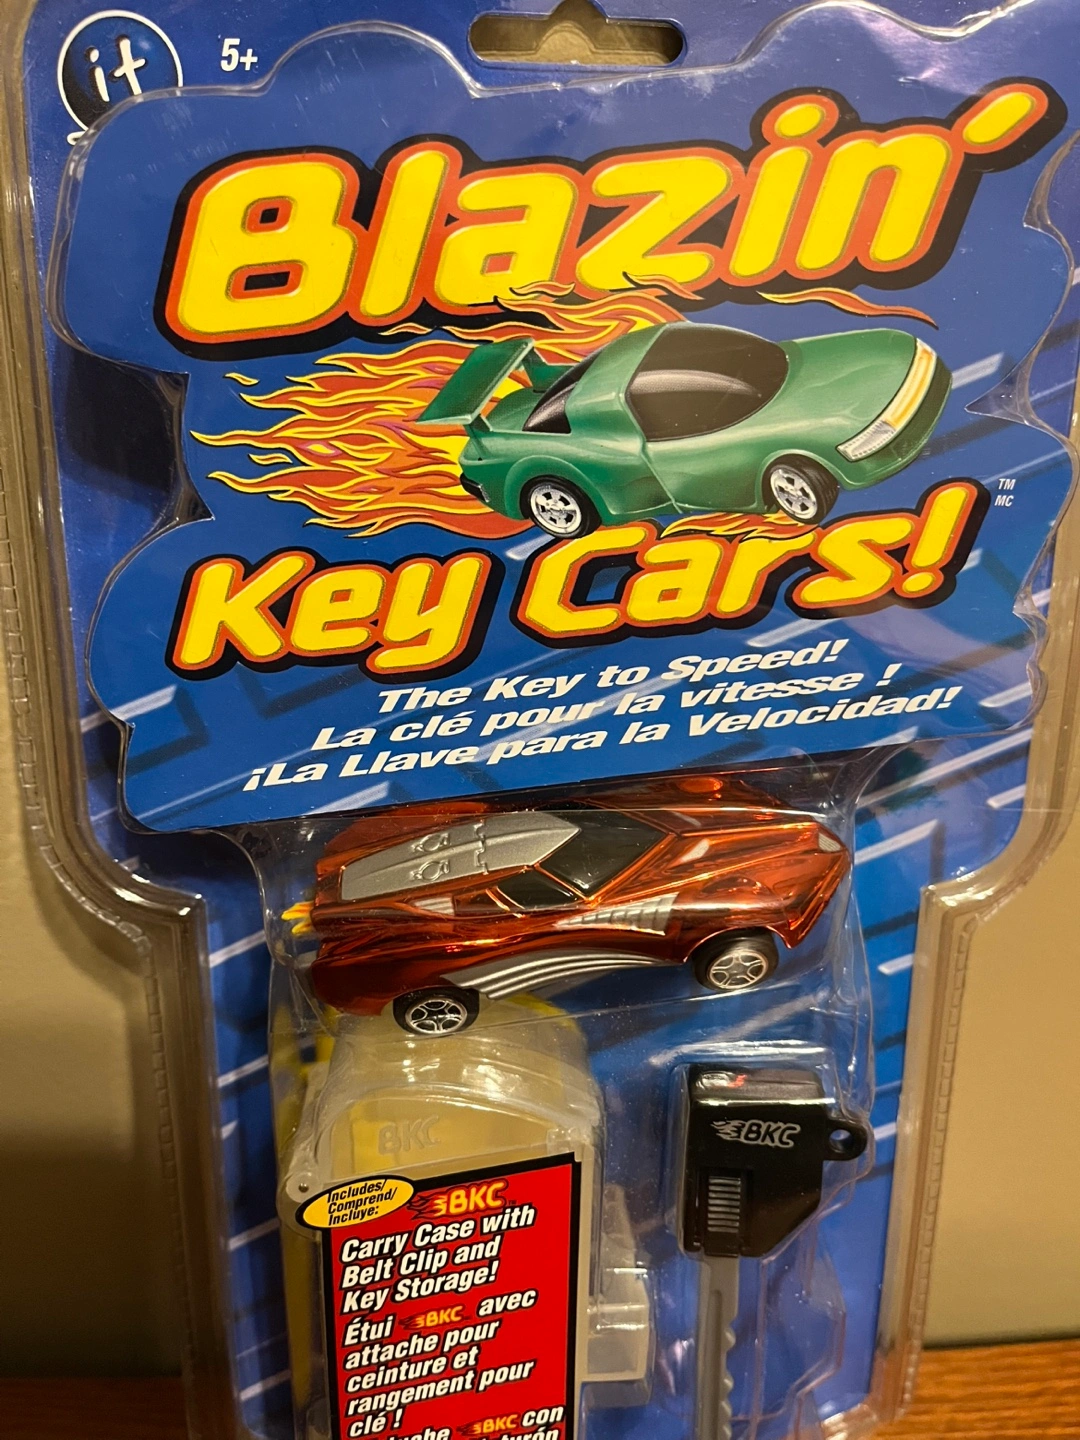 it
5+
Blazin'
Key Cars!
TM
MC
The Key to Speed!
La clé pour la vitesse !
¡La Llave para la Velocidad!
BKC
BKC
Includes/
Comprend/
Incluye:
BKC
Carry Case with
Belt Clip and
Key Storage!
Étui BKC avec
attache pour
ceinture et
rangement pour
clé !
BKC con